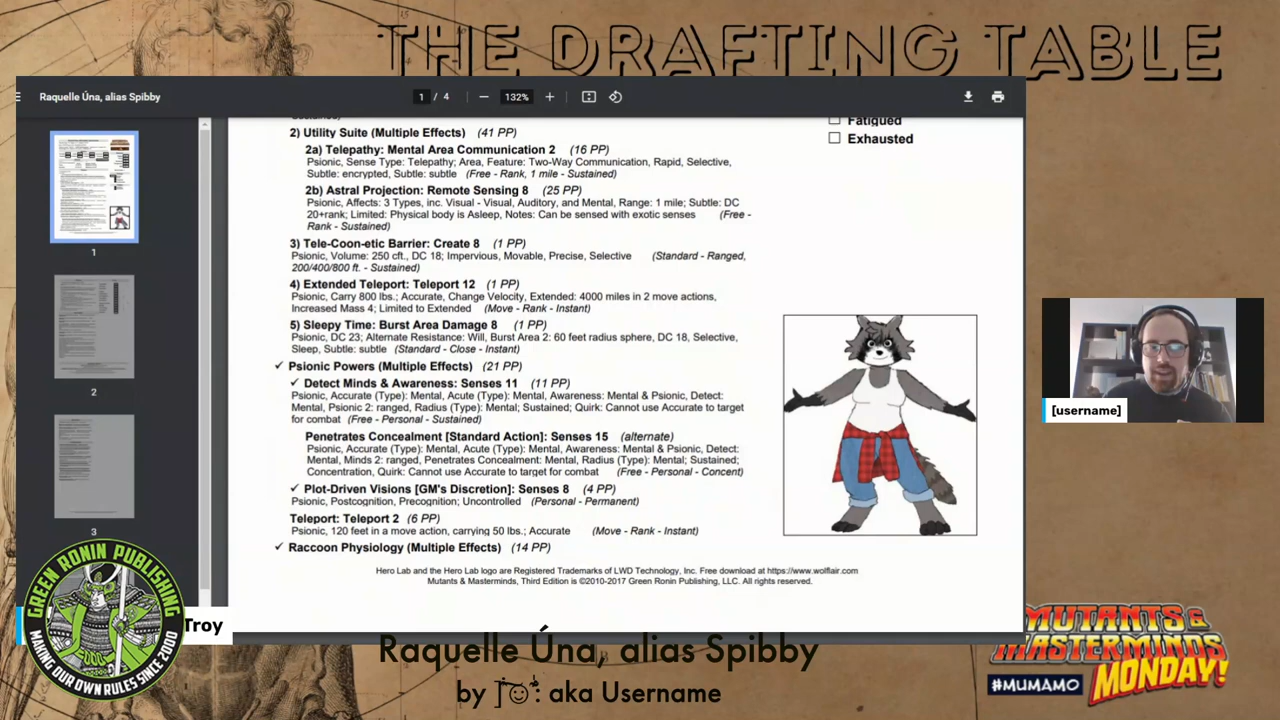 THE DRAFTING TABLE
Raquelle Úna, alias Spibby
1 / 4
132%
2) Utility Suite (Multiple Effects) (41 PP)
2a) Telepathy: Mental Area Communication 2 (16 PP)
Psionic, Sense Type: Telepathy; Area, Feature: Two-Way Communication, Rapid, Selective,
Subtle: encrypted, Subtle: subtle (Free - Rank, 1 mile - Sustained)
2b) Astral Projection: Remote Sensing 8 (25 PP)
Psionic, Affects: 3 Types, inc. Visual - Visual, Auditory, and Mental, Range: 1 mile; Subtle: DC
20+rank; Limited: Physical body is Asleep, Notes: Can be sensed with exotic senses (Free -
Rank - Sustained)
3) Tele-Coon-etic Barrier: Create 8 (1 PP)
Psionic, Volume: 250 cft., DC 18; Impervious, Movable, Precise, Selective (Standard - Ranged,
200/400/800 ft. - Sustained)
4) Extended Teleport: Teleport 12 (1 PP)
Psionic, Carry 800 lbs.; Accurate, Change Velocity, Extended: 4000 miles in 2 move actions,
Increased Mass 4; Limited to Extended (Move - Rank - Instant)
5) Sleepy Time: Burst Area Damage 8 (1 PP)
Psionic, DC 23; Alternate Resistance: Will, Burst Area 2: 60 feet radius sphere, DC 18, Selective,
Sleep, Subtle: subtle (Standard - Close - Instant)
✓ Psionic Powers (Multiple Effects) (21 PP)
✓ Detect Minds & Awareness: Senses 11 (11 PP)
Psionic, Accurate (Type): Mental, Acute (Type): Mental, Awareness: Mental & Psionic, Detect:
Mental, Psionic 2: ranged, Radius (Type): Mental; Sustained; Quirk: Cannot use Accurate to target
for combat (Free - Personal - Sustained)
Penetrates Concealment [Standard Action]: Senses 15 (alternate)
Psionic, Accurate (Type): Mental, Acute (Type): Mental, Awareness: Mental & Psionic, Detect:
Mental, Minds 2: ranged, Penetrates Concealment: Mental, Radius (Type): Mental; Sustained;
Concentration, Quirk: Cannot use Accurate to target for combat (Free - Personal - Concent)
✓ Plot-Driven Visions [GM's Discretion]: Senses 8 (4 PP)
Psionic, Postcognition, Precognition; Uncontrolled (Personal - Permanent)
Teleport: Teleport 2 (6 PP)
Psionic, 120 feet in a move action, carrying 50 lbs.; Accurate (Move - Rank - Instant)
✓ Raccoon Physiology (Multiple Effects) (14 PP)
Hero Lab and the Hero Lab logo are Registered Trademarks of LWD Technology, Inc. Free download at https://www.wolflair.com
Mutants & Masterminds, Third Edition is ©2010-2017 Green Ronin Publishing, LLC. All rights reserved.
Fatigued
Exhausted
1
2
3
[username]
GREEN RONIN PUBLISHING
MAKING OUR OWN RULES SINCE 2000
Troy
Raquelle Úna, alias Spibby
aka Username
MUTANTS &
MASTERMINDS
MONDAY!
#MUMAMO